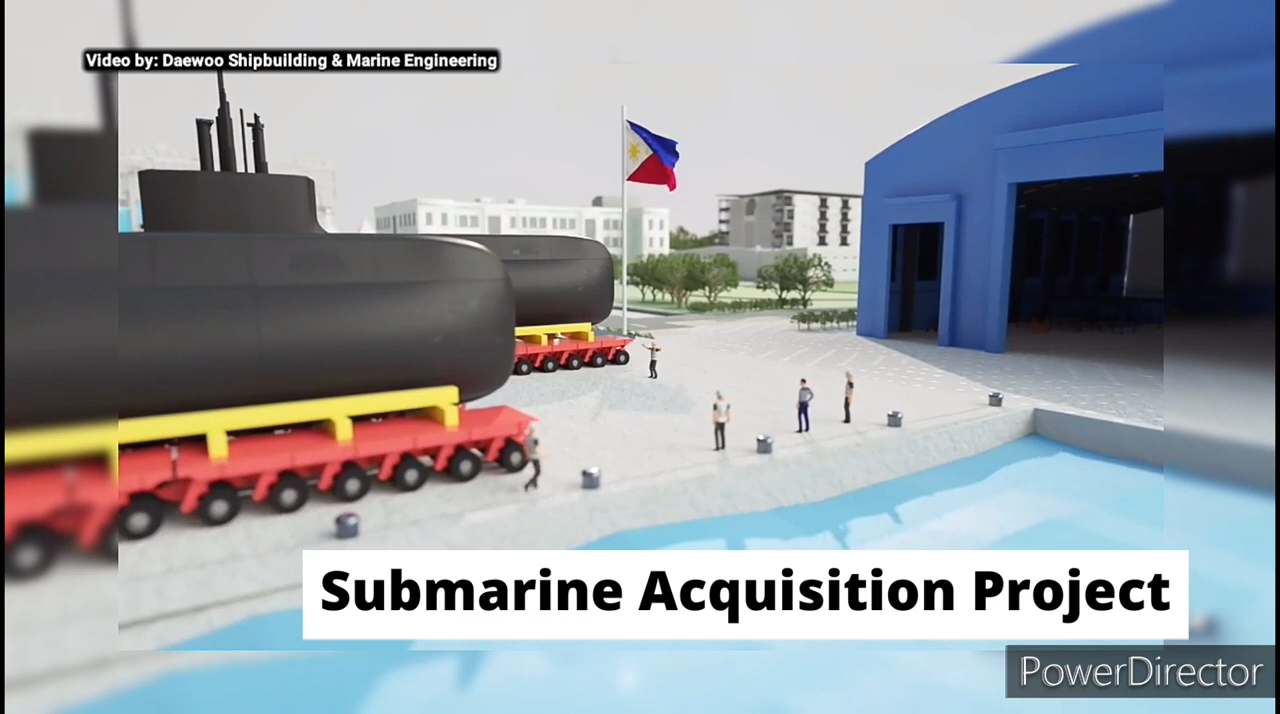 Video by: Daewoo Shipbuilding & Marine Engineering
Submarine Acquisition Project
PowerDirector